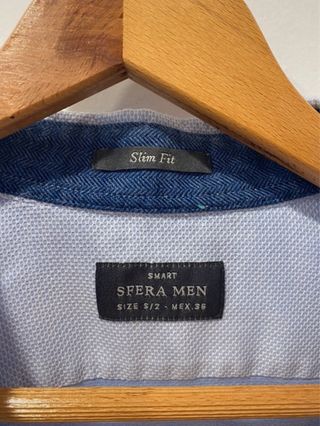 Slim Fit
SMART
SFERA MEN
SIZE S/2 - MEX.36